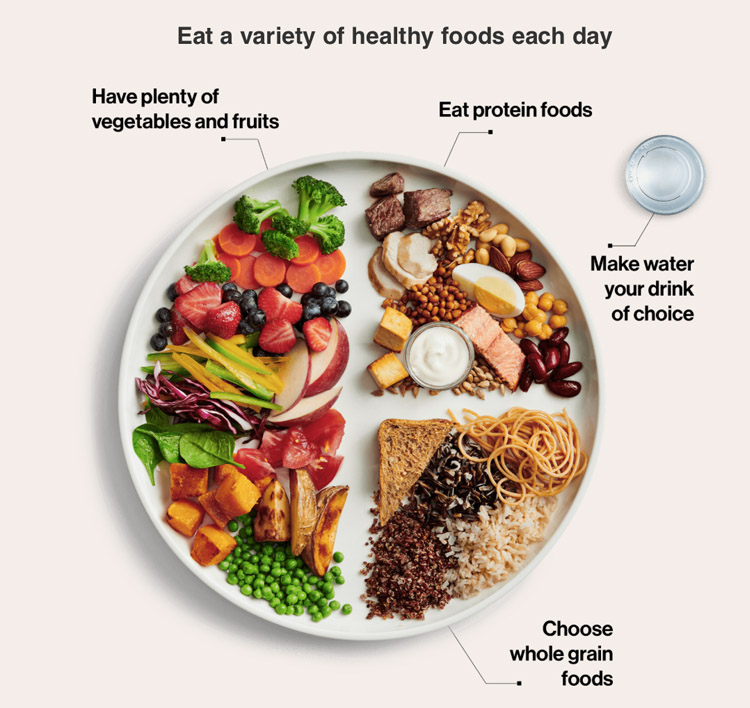 Eat a variety of healthy foods each day
Have plenty of
vegetables and fruits
Eat protein foods
Make water
your drink
of choice
Choose
whole grain
foods